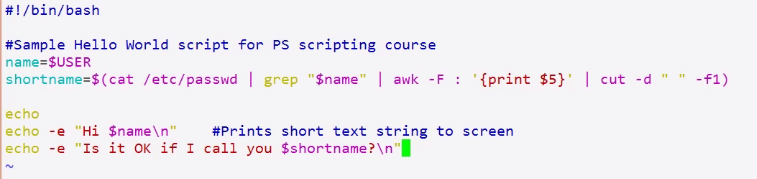 #!/bin/bash
#Sample Hello World script for PS scripting course
name=$USER
shortname=$(cat /etc/passwd | grep "$name" | awk -F : '{print $5}' | cut -d " " -f1)
echo
echo -e "Hi $name\n"    #Prints short text string to screen
echo -e "Is it OK if I call you $shortname?\n"
~